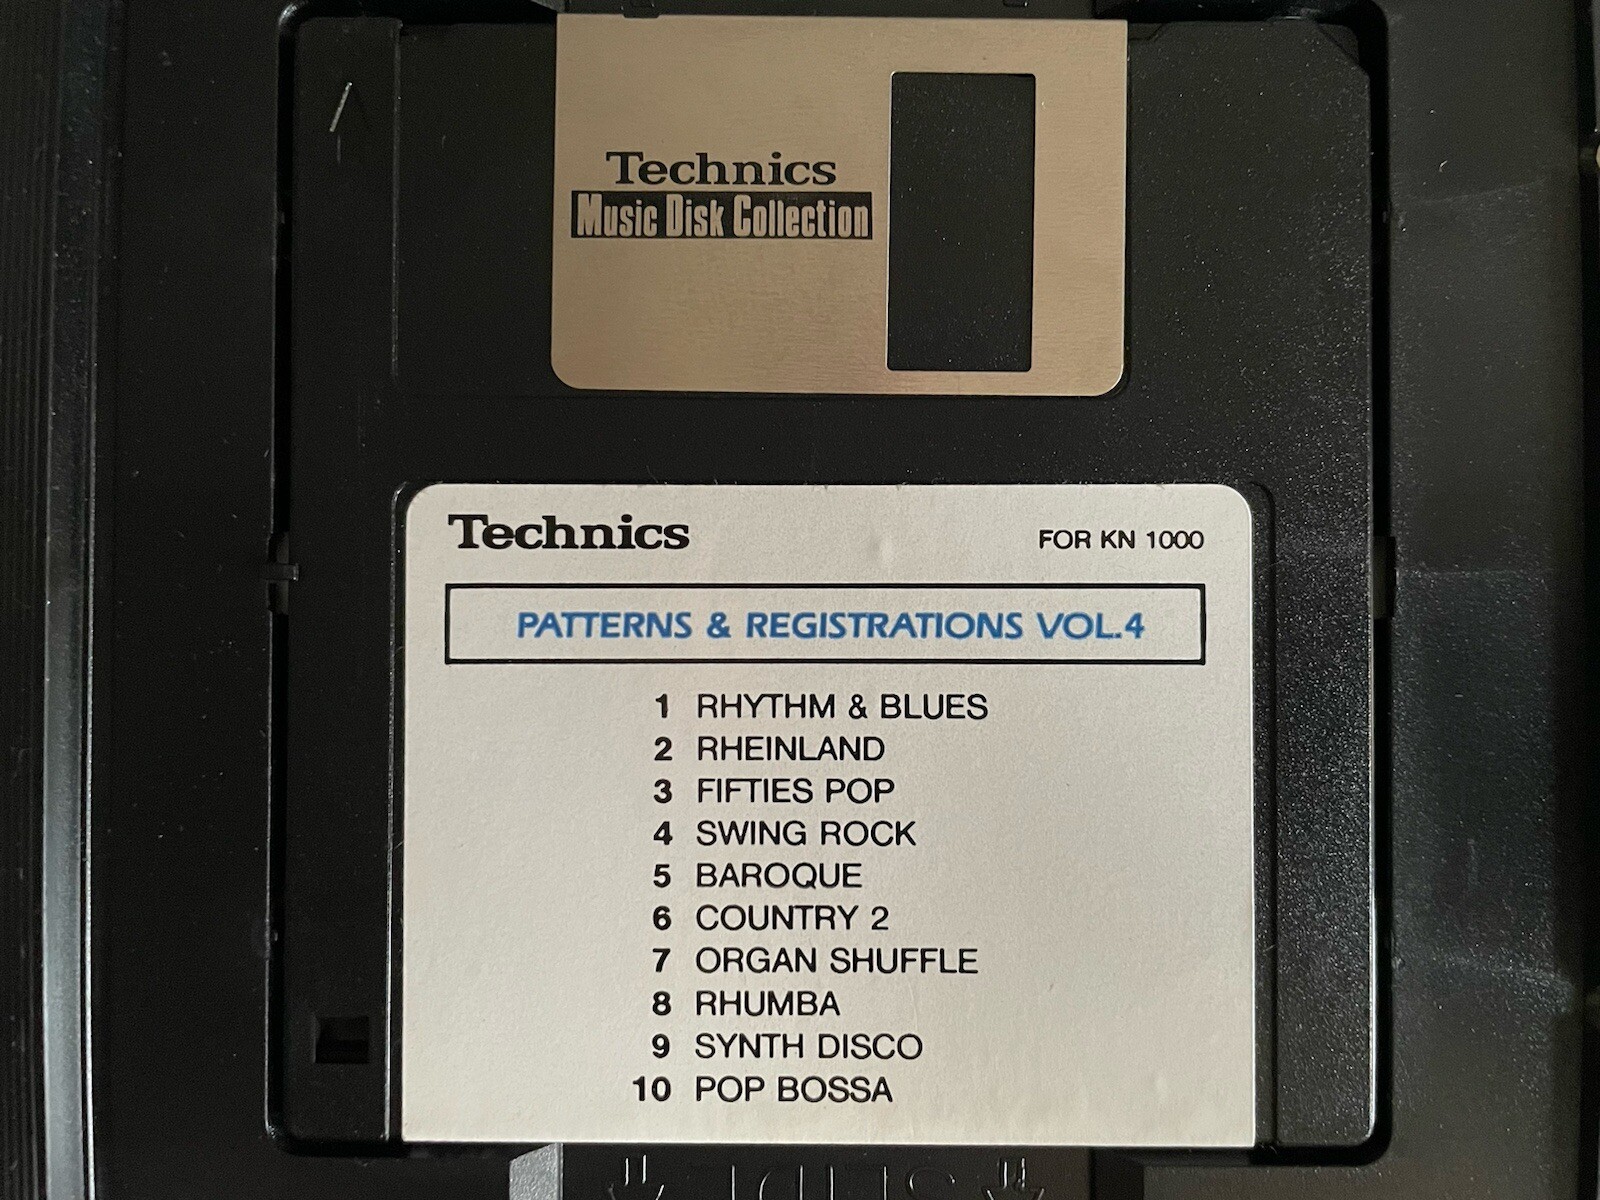 Technics
Music Disk Collection
Technics
FOR KN 1000
PATTERNS & REGISTRATIONS VOL.4
1 RHYTHM & BLUES
2 RHEINLAND
3 FIFTIES POP
4 SWING ROCK
5 BAROQUE
6 COUNTRY 2
7 ORGAN SHUFFLE
8 RHUMBA
9 SYNTH DISCO
10 POP BOSSA